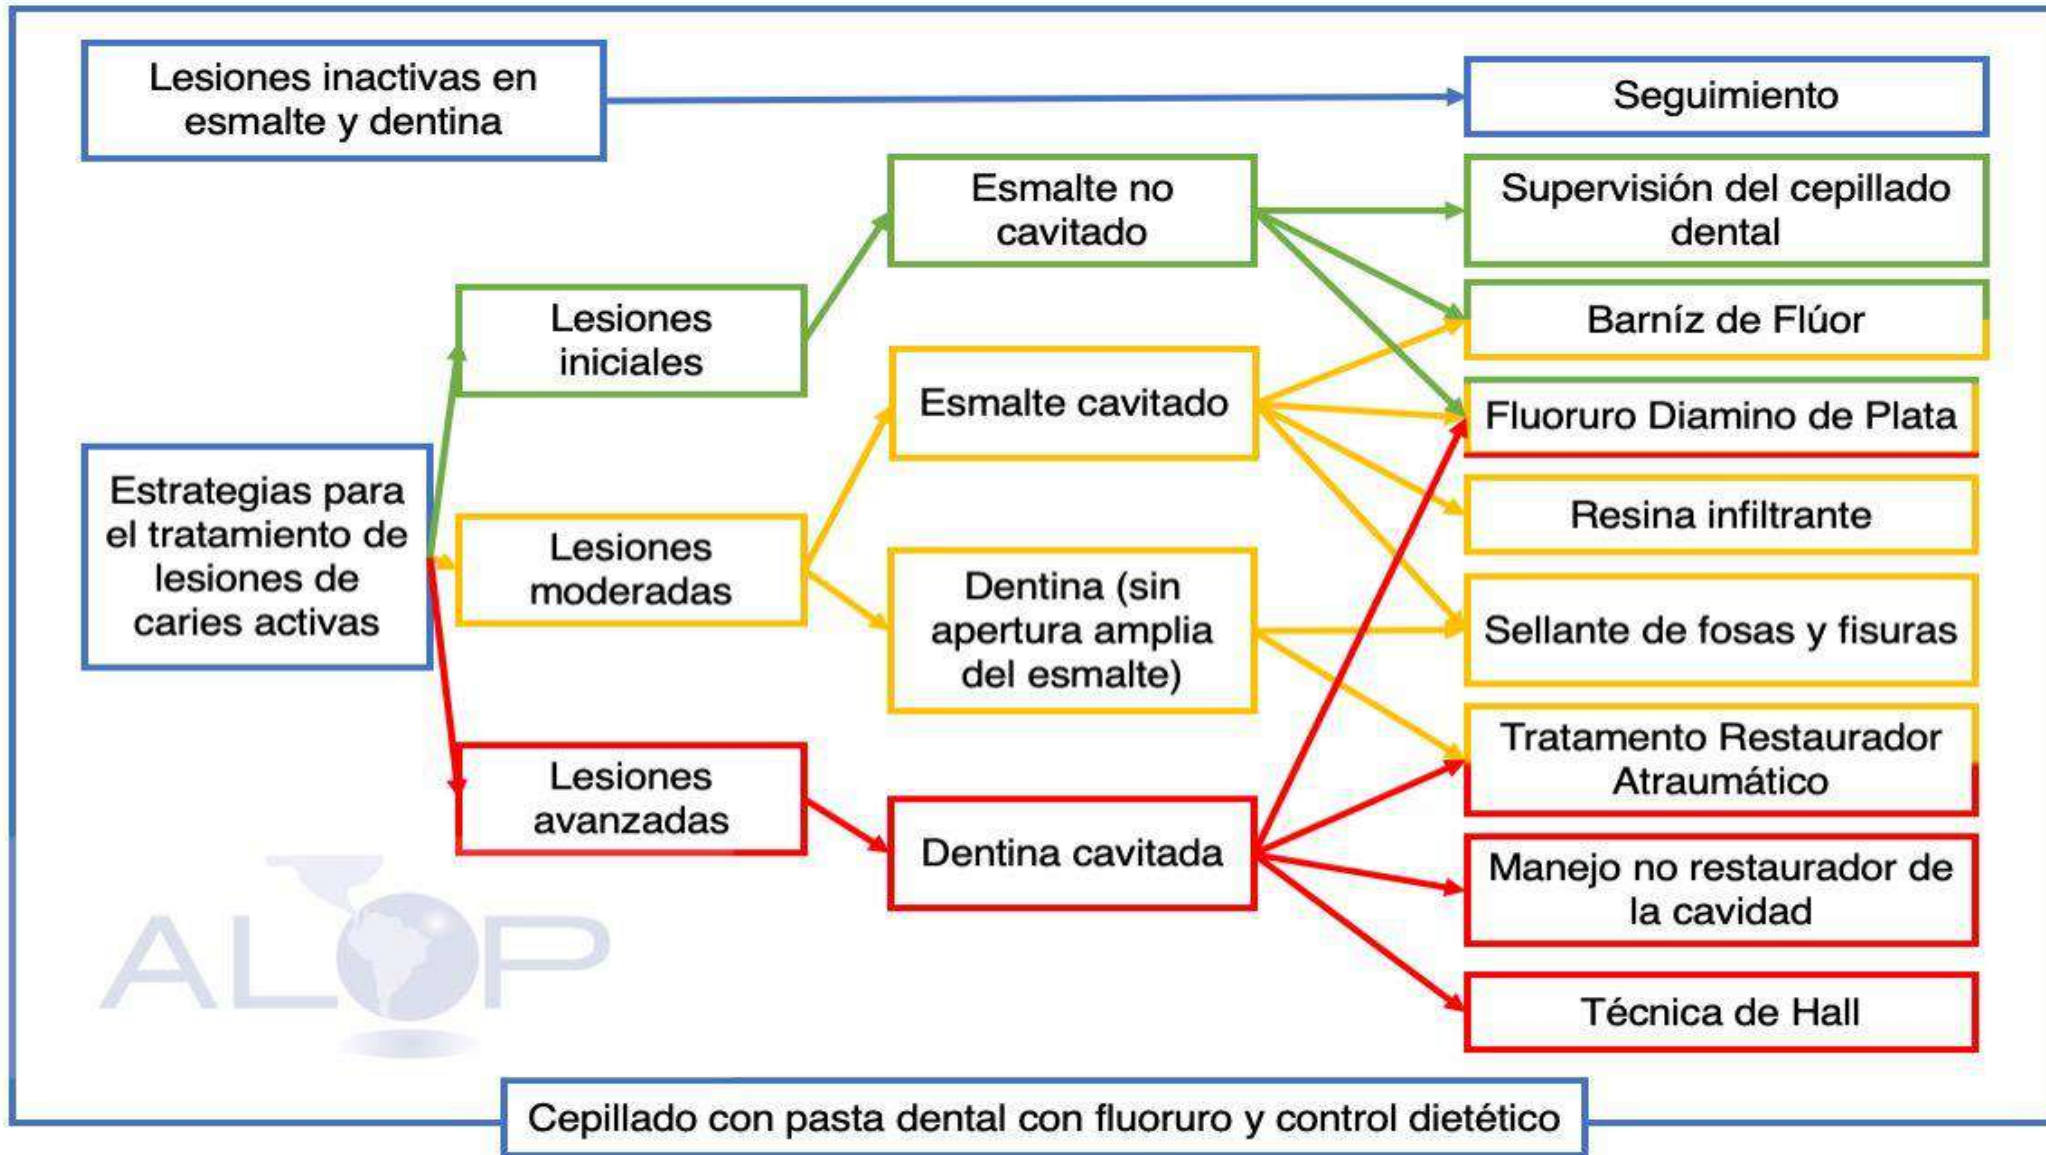 Lesiones inactivas en
esmalte y dentina
Seguimiento
Estrategias para
el tratamiento de
lesiones de
caries activas
Lesiones
iniciales
Lesiones
moderadas
Lesiones
avanzadas
Esmalte no
cavitado
Esmalte cavitado
Dentina (sin
apertura amplia
del esmalte)
Dentina cavitada
Supervisión del cepillado
dental
Barníz de Flúor
Fluoruro Diamino de Plata
Resina infiltrante
Sellante de fosas y fisuras
Tratamento Restaurador
Atraumático
Manejo no restaurador de
la cavidad
Técnica de Hall
ALOP
Cepillado con pasta dental con fluoruro y control dietético